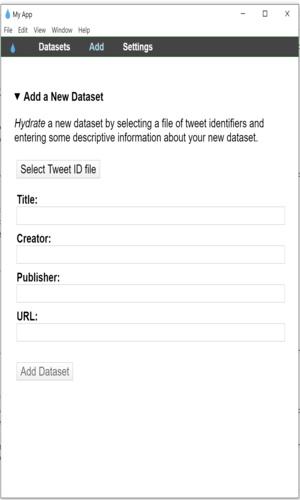 My App
File Edit View Window Help
Datasets Add Settings
▼ Add a New Dataset
Hydrate a new dataset by selecting a file of tweet identifiers and
entering some descriptive information about your new dataset.
Select Tweet ID file
Title:
Creator:
Publisher:
URL:
Add Dataset